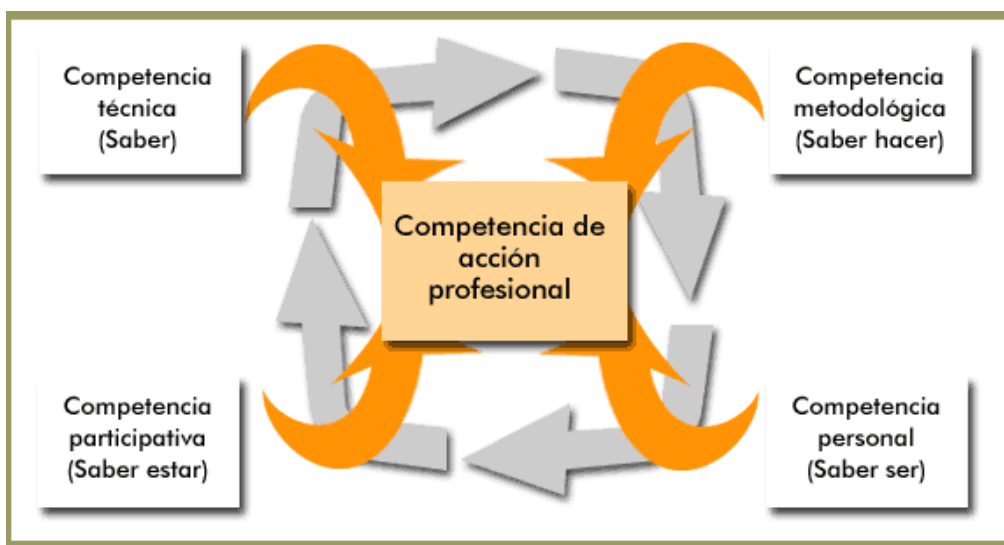 Competencia
técnica
(Saber)
Competencia
metodológica
(Saber hacer)
Competencia de
acción
profesional
Competencia
participativa
(Saber estar)
Competencia
personal
(Saber ser)